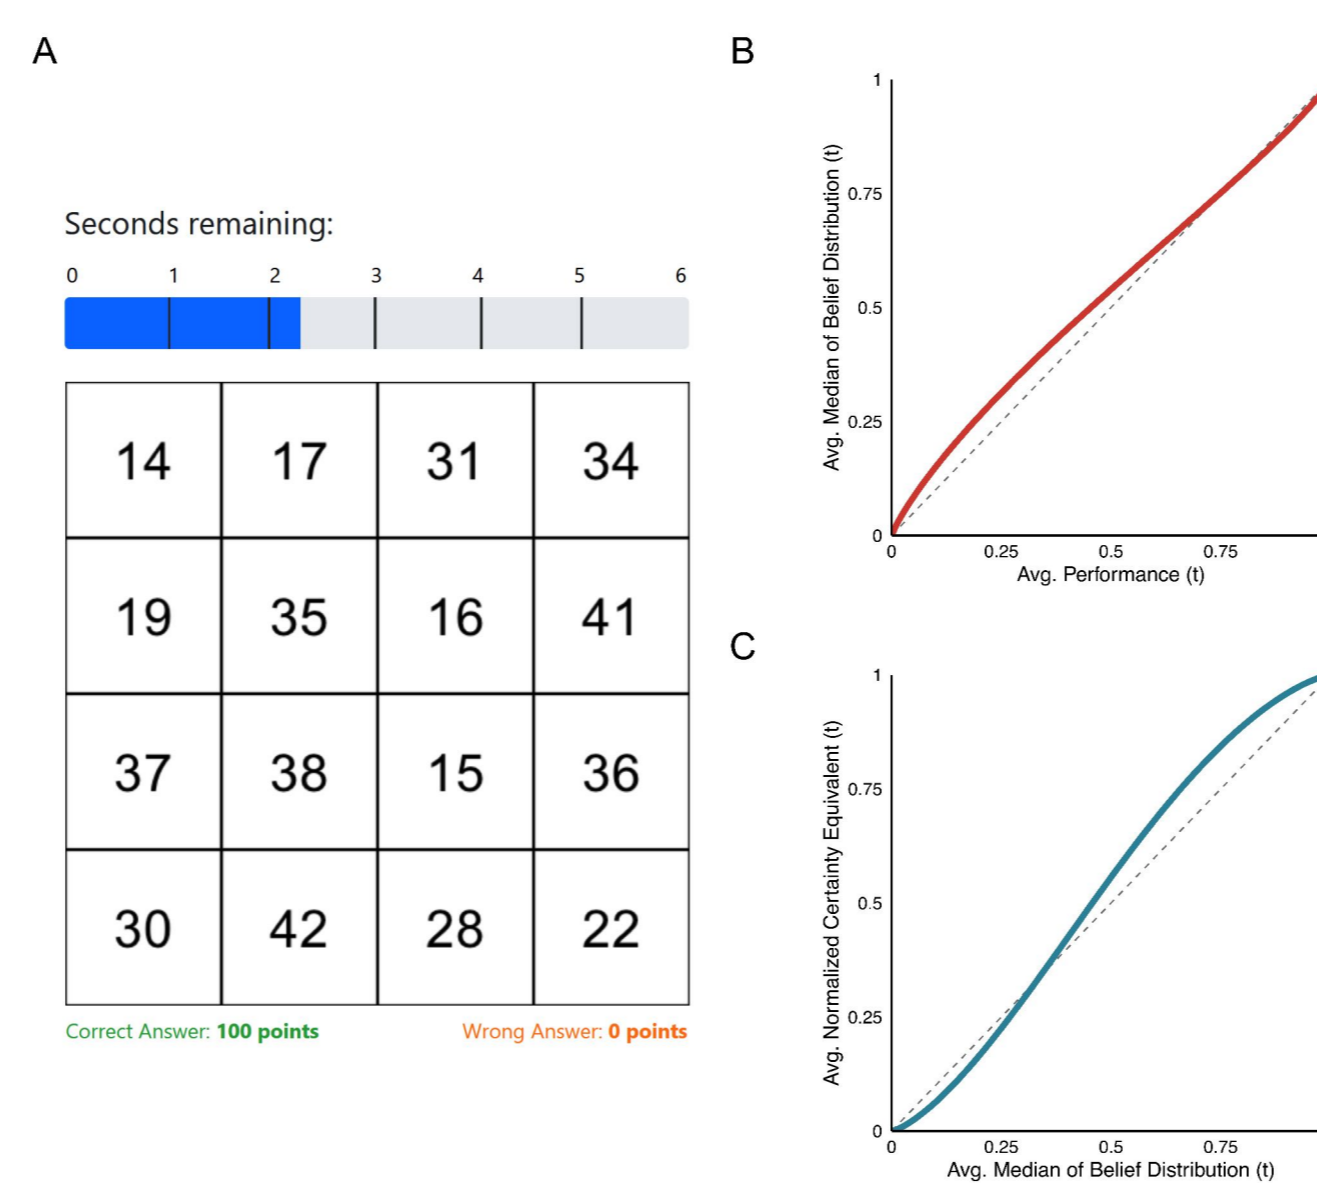 A
Seconds remaining:
0 1 2 3 4 5 6
14 17 31 34
19 35 16 41
37 38 15 36
30 42 28 22
Correct Answer: 100 points Wrong Answer: 0 points
B
Avg. Median of Belief Distribution (t)
1
0.75
0.5
0.25
0
0 0.25 0.5 0.75
Avg. Performance (t)
C
Avg. Normalized Certainty Equivalent (t)
1
0.75
0.5
0.25
0
0 0.25 0.5 0.75
Avg. Median of Belief Distribution (t)